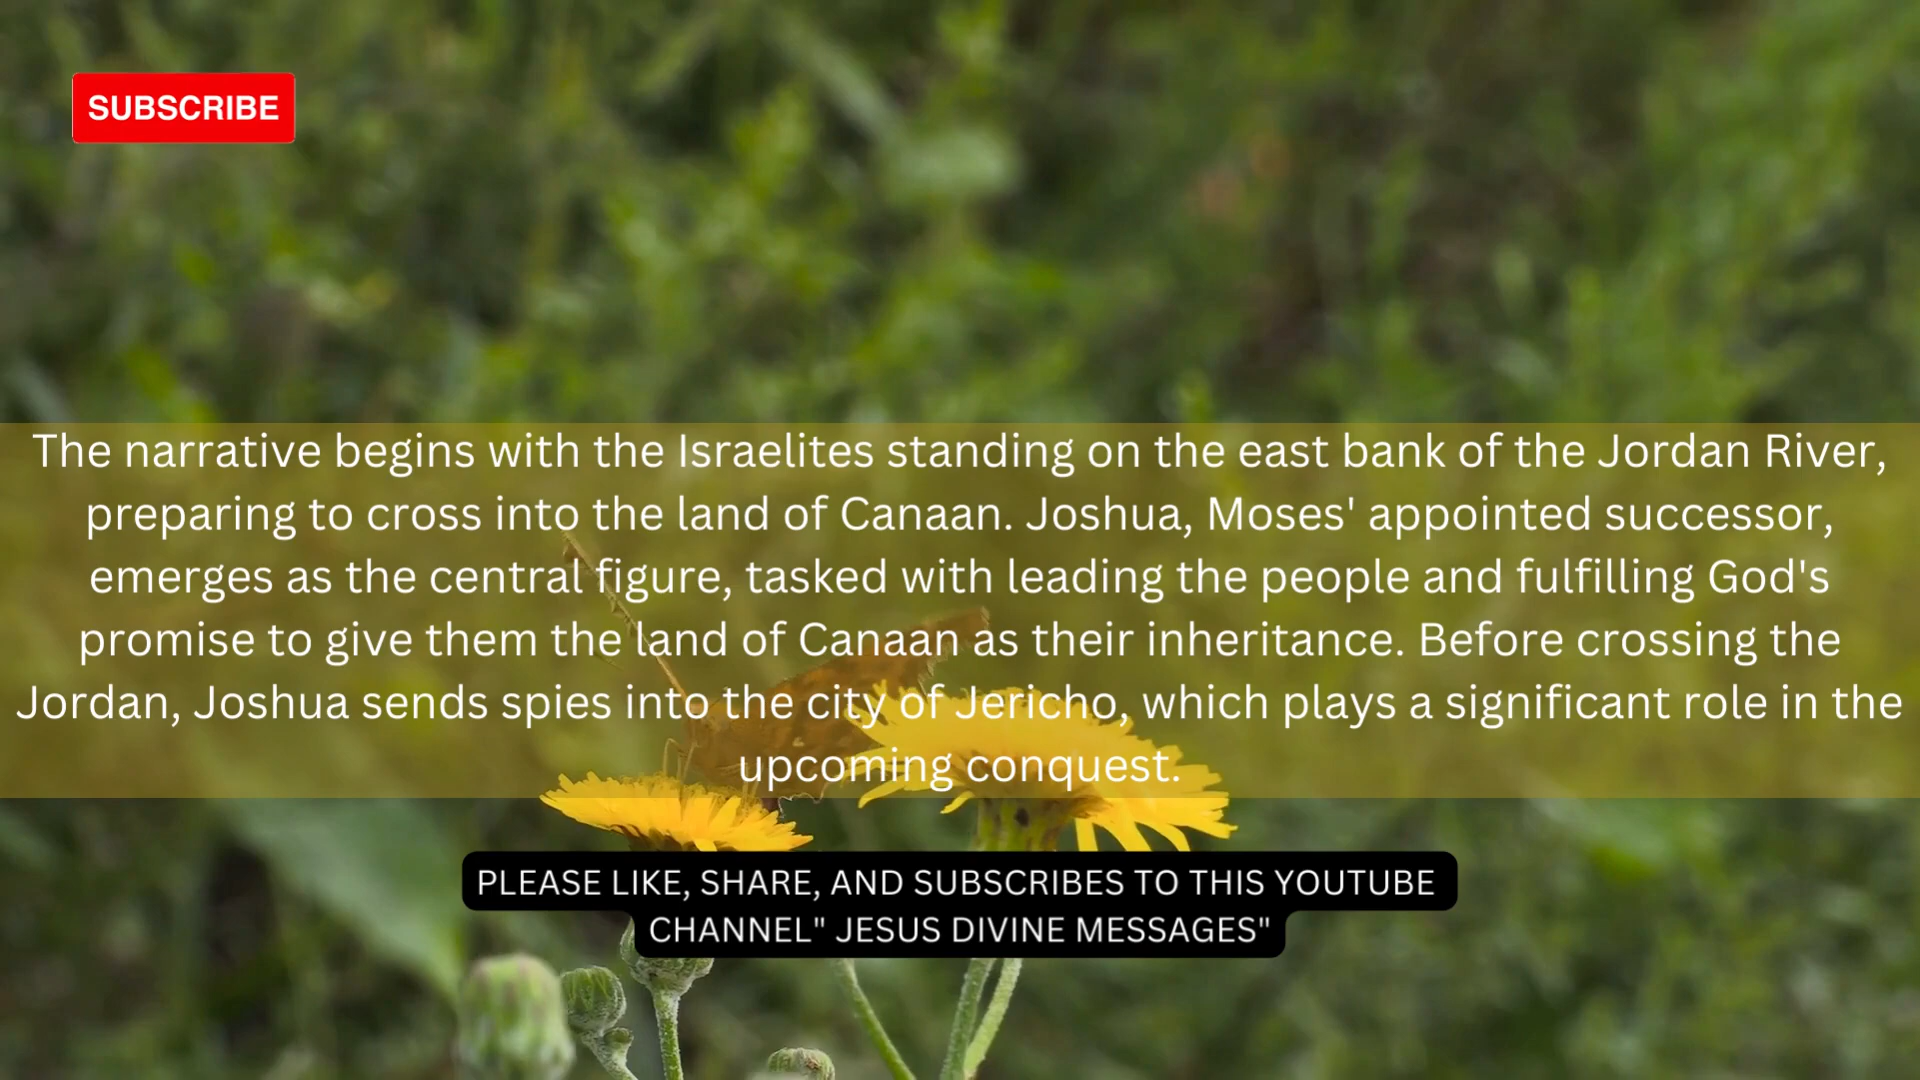 SUBSCRIBE
The narrative begins with the Israelites standing on the east bank of the Jordan River,
preparing to cross into the land of Canaan. Joshua, Moses' appointed successor,
emerges as the central figure, tasked with leading the people and fulfilling God's
promise to give them the land of Canaan as their inheritance. Before crossing the
Jordan, Joshua sends spies into the city of Jericho, which plays a significant role in the
upcoming conquest.
PLEASE LIKE, SHARE, AND SUBSCRIBES TO THIS YOUTUBE
CHANNEL" JESUS DIVINE MESSAGES"